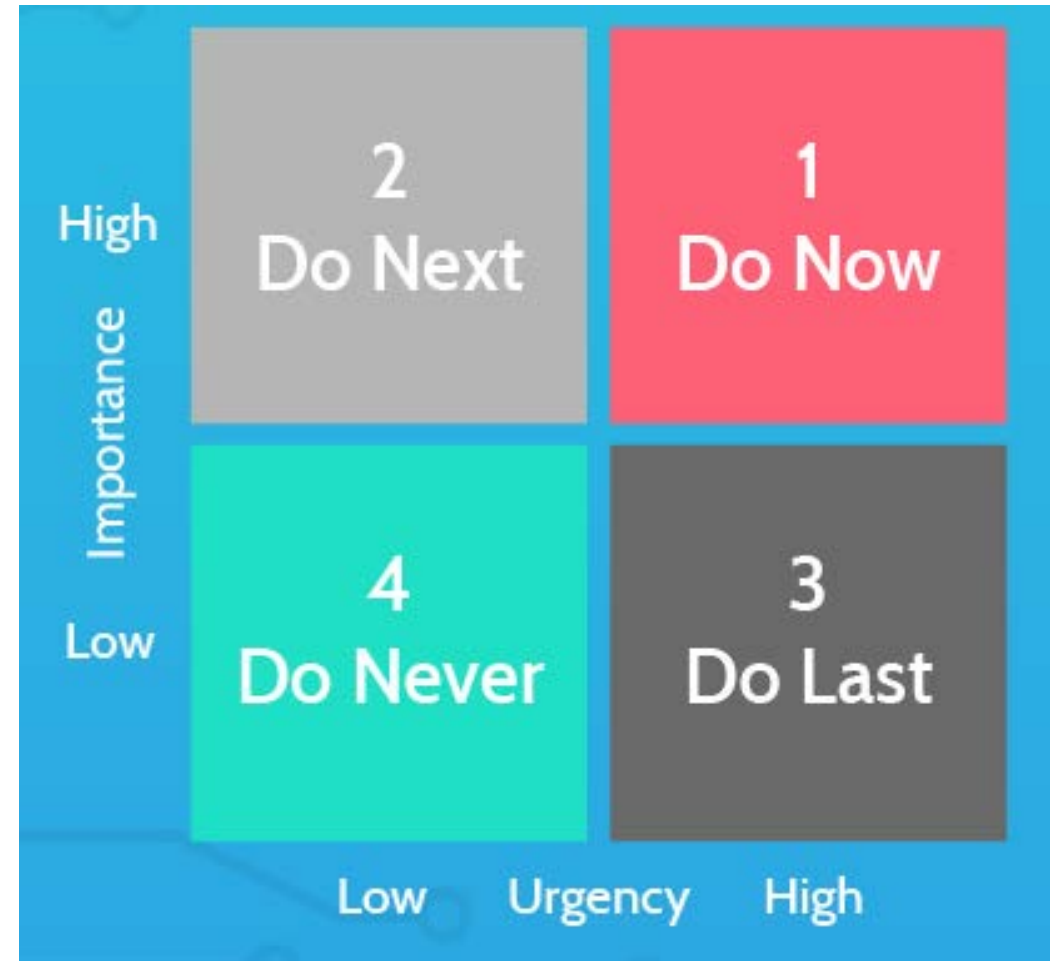 2
Do Next
1
Do Now
High
Importance
Low
4
Do Never
3
Do Last
Low Urgency High